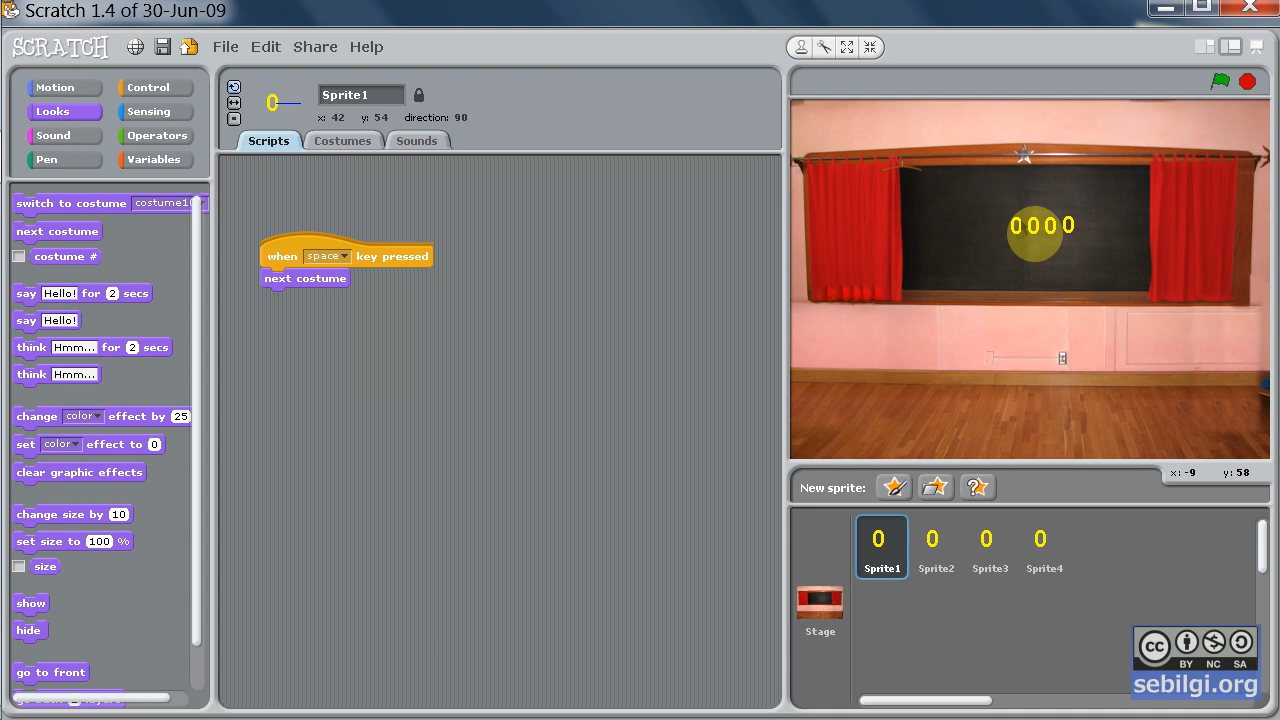 Scratch 1.4 of 30-Jun-09
SCRATCH File Edit Share Help
Motion Control
Looks Sensing
Sound Operators
Pen Variables
Sprite1
x: 42 y: 54 direction: 90
Scripts Costumes Sounds
switch to costume costume10
next costume
costume #
say Hello! for 2 secs
say Hello!
think Hmm... for 2 secs
think Hmm...
change color effect by 25
set color effect to 0
clear graphic effects
change size by 10
set size to 100 %
size
show
hide
go to front
when space key pressed
next costume
0 0 0 0
x: -9 y: 58
New sprite:
0 0 0 0
Sprite1 Sprite2 Sprite3 Sprite4
Stage
cc
BY NC SA
sebilgi.org